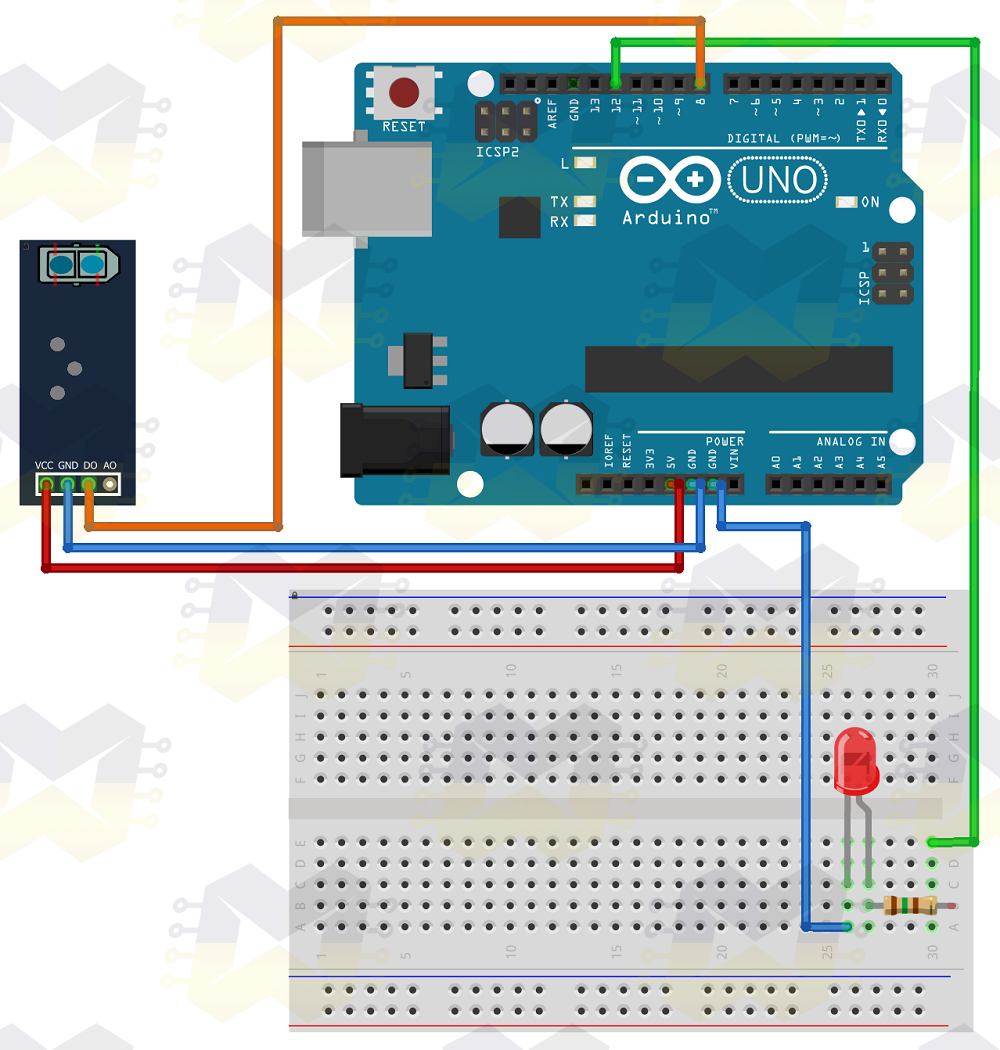 RESET
ICSP2
AREF
GND
13
12
~11
~10
~9
8
7
~6
~5
4
~3
2
TX0▶1
RX0◀0
DIGITAL (PWM=~)
L
TX
RX
UNO
Arduino™
ON
1
ICSP
VCC GND DO AO
IOREF
RESET
3V3
5V
GND
GND
VIN
POWER
ANALOG IN
A0
A1
A2
A3
A4
A5
1 5 10 15 20 25 30
J J
I I
H H
G G
F F
E
D D
C C
B B
A A
1 5 10 15 20 25 30